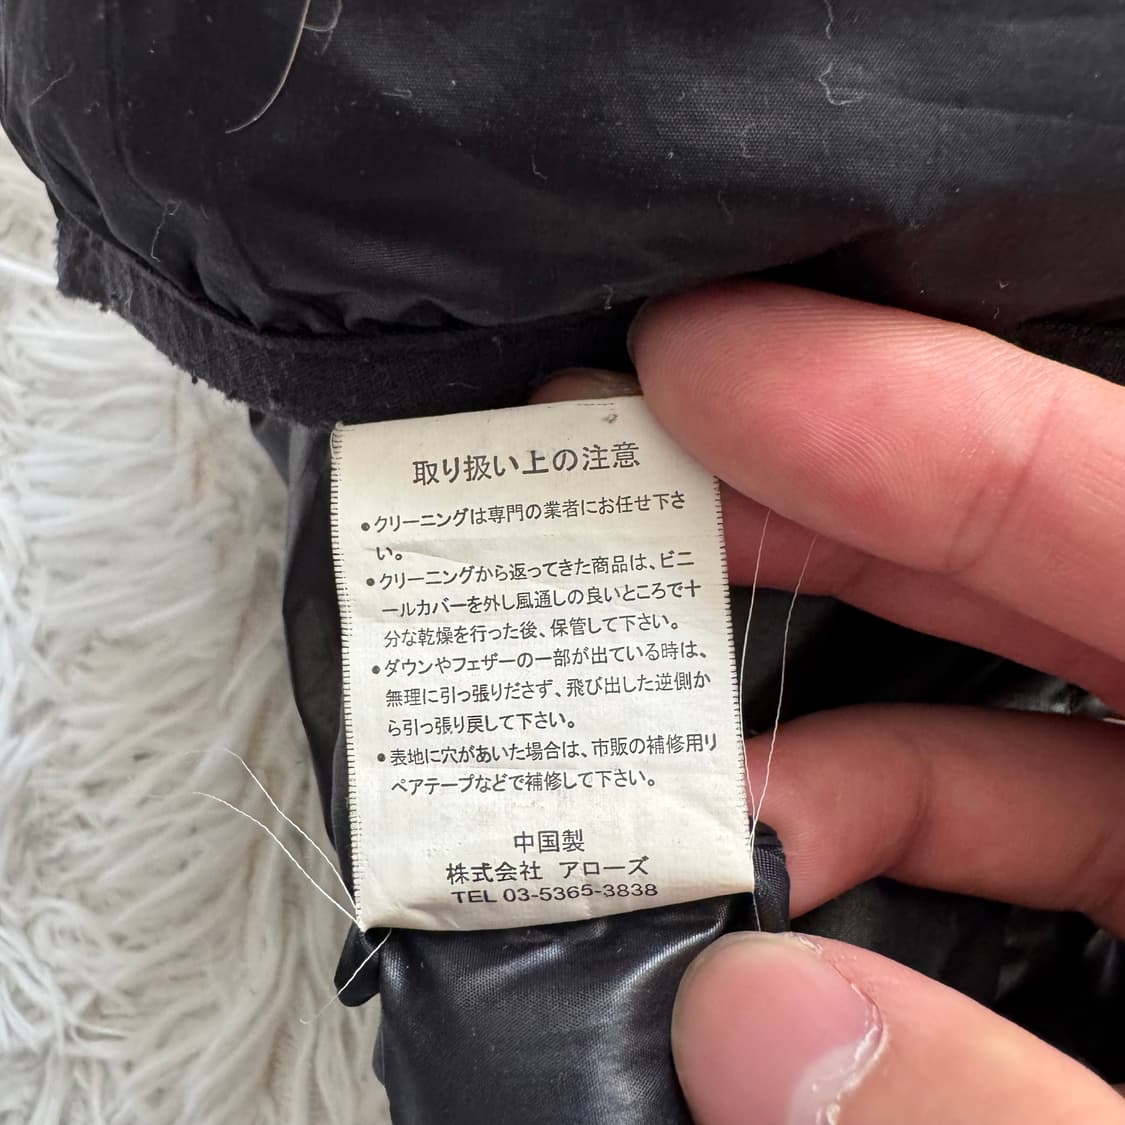 取り扱い上の注意
●クリーニングは専門の業者にお任せ下さ
い。
●クリーニングから返ってきた商品は、ビニ
ールカバーを外し風通しの良いところで十
分な乾燥を行った後、保管して下さい。
●ダウンやフェザーの一部が出ている時は、
無理に引っ張りださず、飛び出した逆側か
ら引っ張り戻して下さい。
●表地に穴があいた場合は、市販の補修用リ
ペアテープなどで補修して下さい。
中国製
株式会社 アローズ
TEL 03-5365-3838